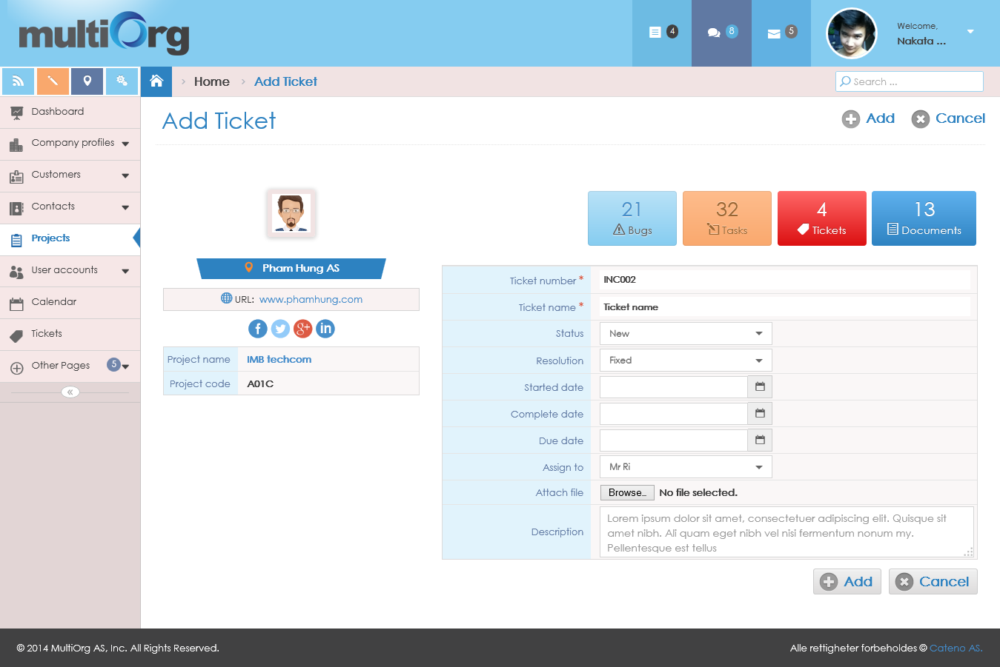 multiOrg
4
8
5
Welcome,
Nakata ...
Home
Add Ticket
Search ...
Dashboard
Company profiles
Customers
Contacts
Projects
User accounts
Calendar
Tickets
Other Pages 5
Add Ticket
Add
Cancel
Pham Hung AS
URL: www.phamhung.com
f
g+
in
Project name IMB techcom
Project code A01C
21
Bugs
32
Tasks
4
Tickets
13
Documents
Ticket number * INC002
Ticket name * Ticket name
Status New
Resolution Fixed
Started date
Complete date
Due date
Assign to Mr Ri
Attach file Browse... No file selected.
Description
Lorem ipsum dolor sit amet, consectetuer adipiscing elit. Quisque sit
amet nibh. Ali quam eget nibh vel nisi fermentum nonum my.
Pellentesque est tellus
Add
Cancel
© 2014 MultiOrg AS, Inc. All Rights Reserved.
Alle rettigheter forbeholdes © Cateno AS.